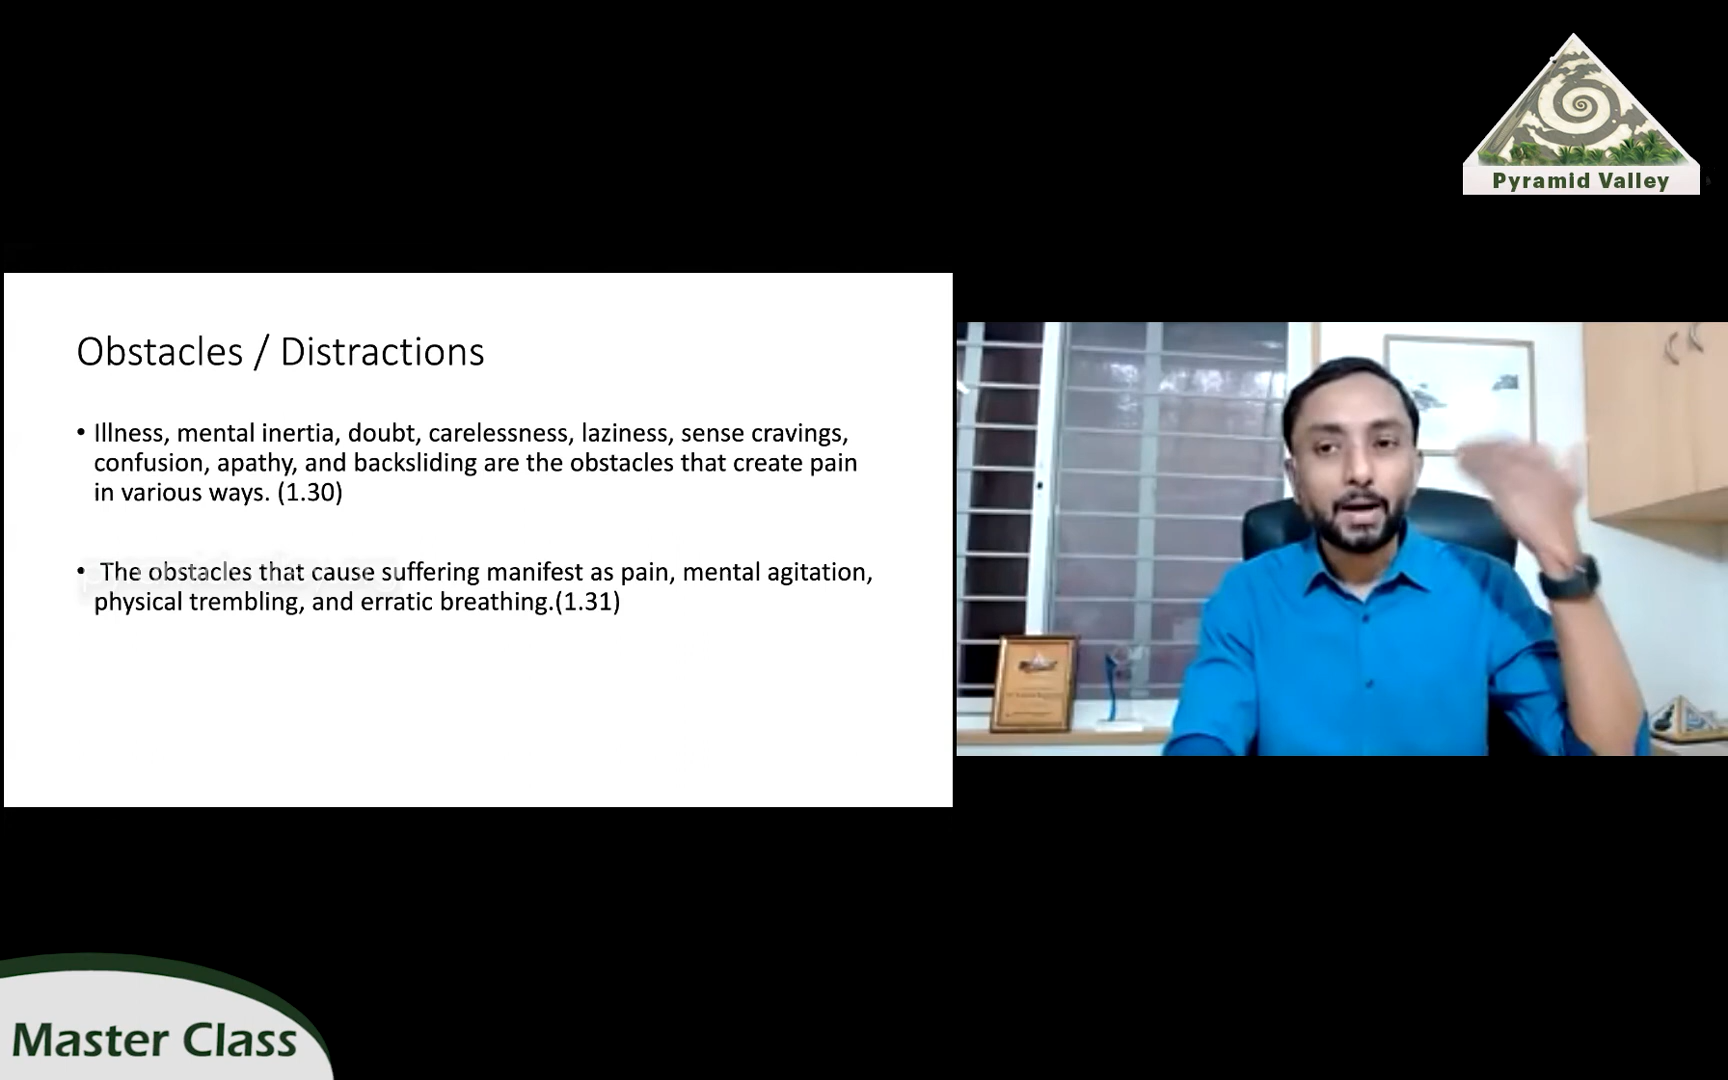 Pyramid Valley
Obstacles / Distractions
• Illness, mental inertia, doubt, carelessness, laziness, sense cravings,
confusion, apathy, and backsliding are the obstacles that create pain
in various ways. (1.30)
• The obstacles that cause suffering manifest as pain, mental agitation,
physical trembling, and erratic breathing.(1.31)
Master Class